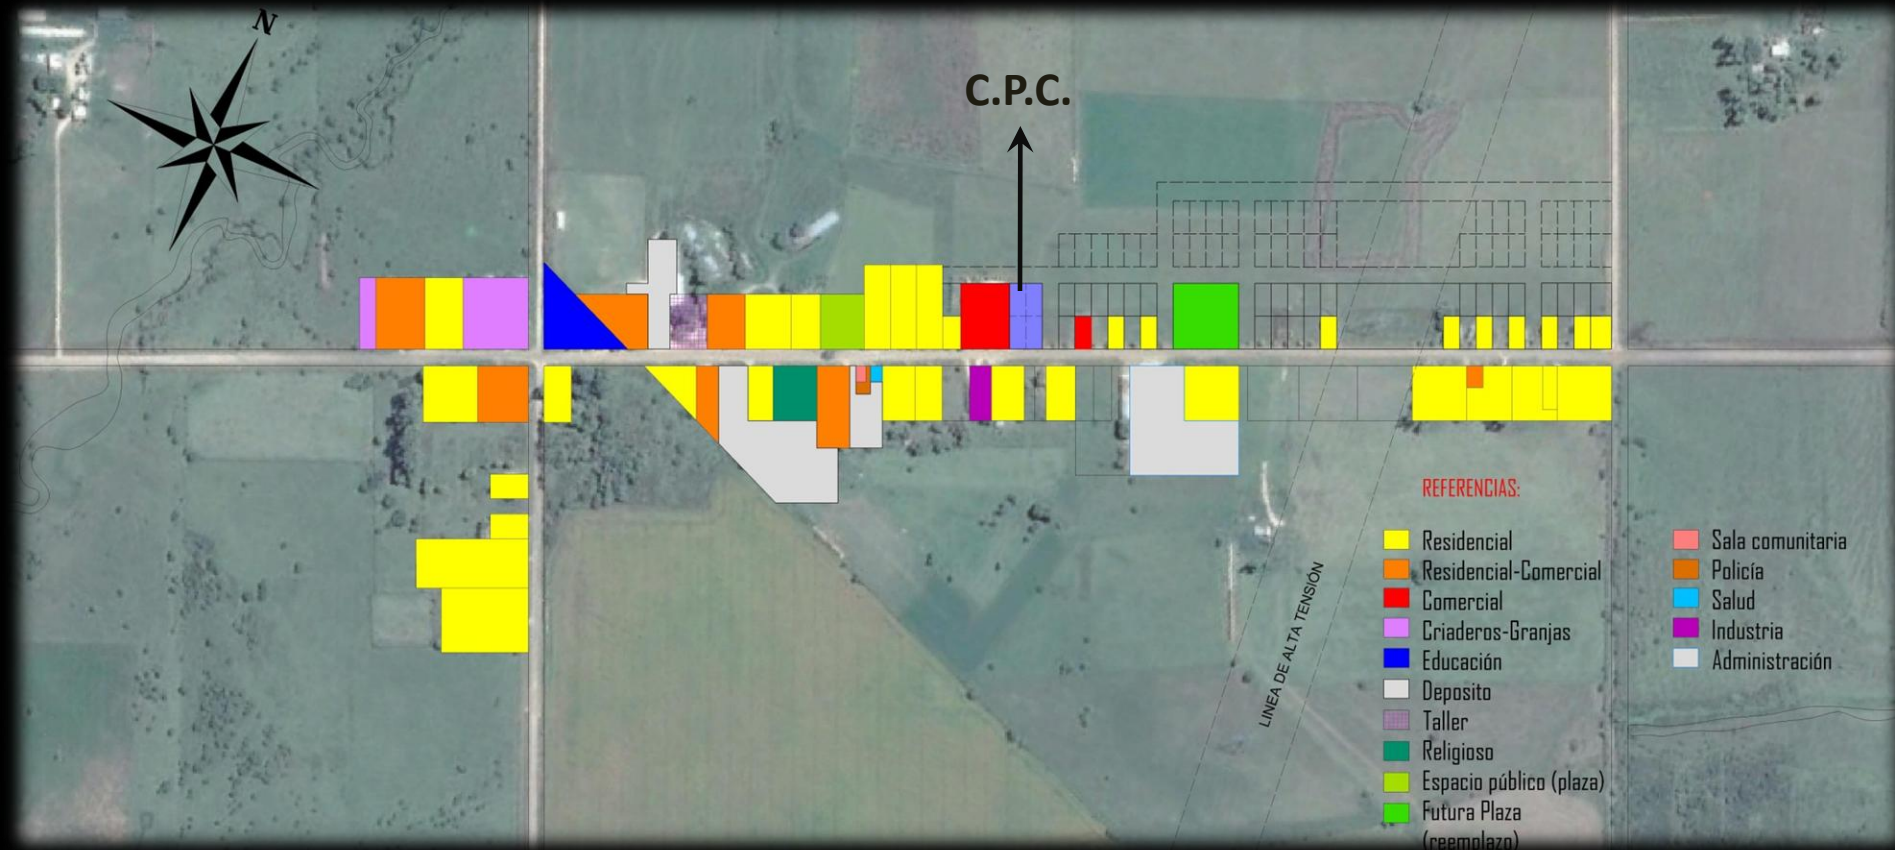 N
C.P.C.
LINEA DE ALTA TENSIÓN
REFERENCIAS:
Residencial
Residencial-Comercial
Comercial
Criaderos-Granjas
Educación
Deposito
Taller
Religioso
Espacio público (plaza)
Futura Plaza
(reemplazo)
Sala comunitaria
Policía
Salud
Industria
Administración